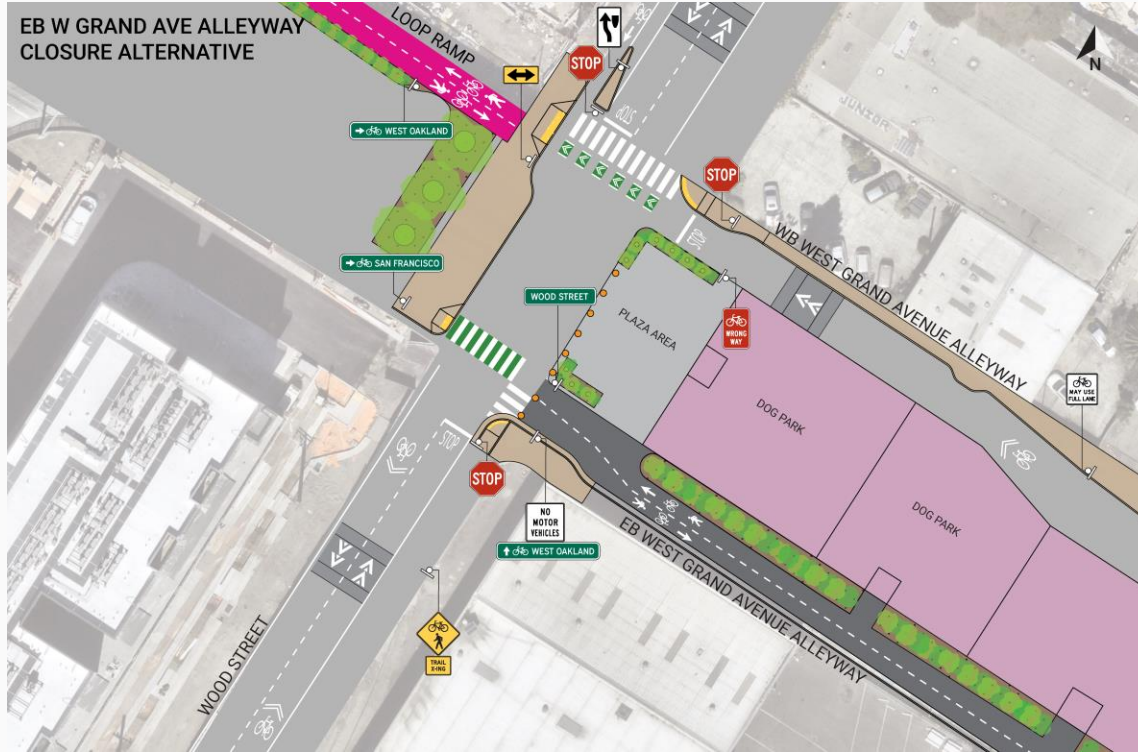 EB W GRAND AVE ALLEYWAY
CLOSURE ALTERNATIVE
LOOP RAMP
N
STOP
STOP
JUNIOR
WEST OAKLAND
STOP
WB WEST GRAND AVENUE ALLEYWAY
STOP
SAN FRANCISCO
WOOD STREET
PLAZA AREA
WRONG
WAY
MAY USE
FULL LANE
DOG PARK
DOG PARK
STOP
STOP
NO
MOTOR
VEHICLES
WEST OAKLAND
EB WEST GRAND AVENUE ALLEYWAY
TRAIL
X-ING
WOOD STREET